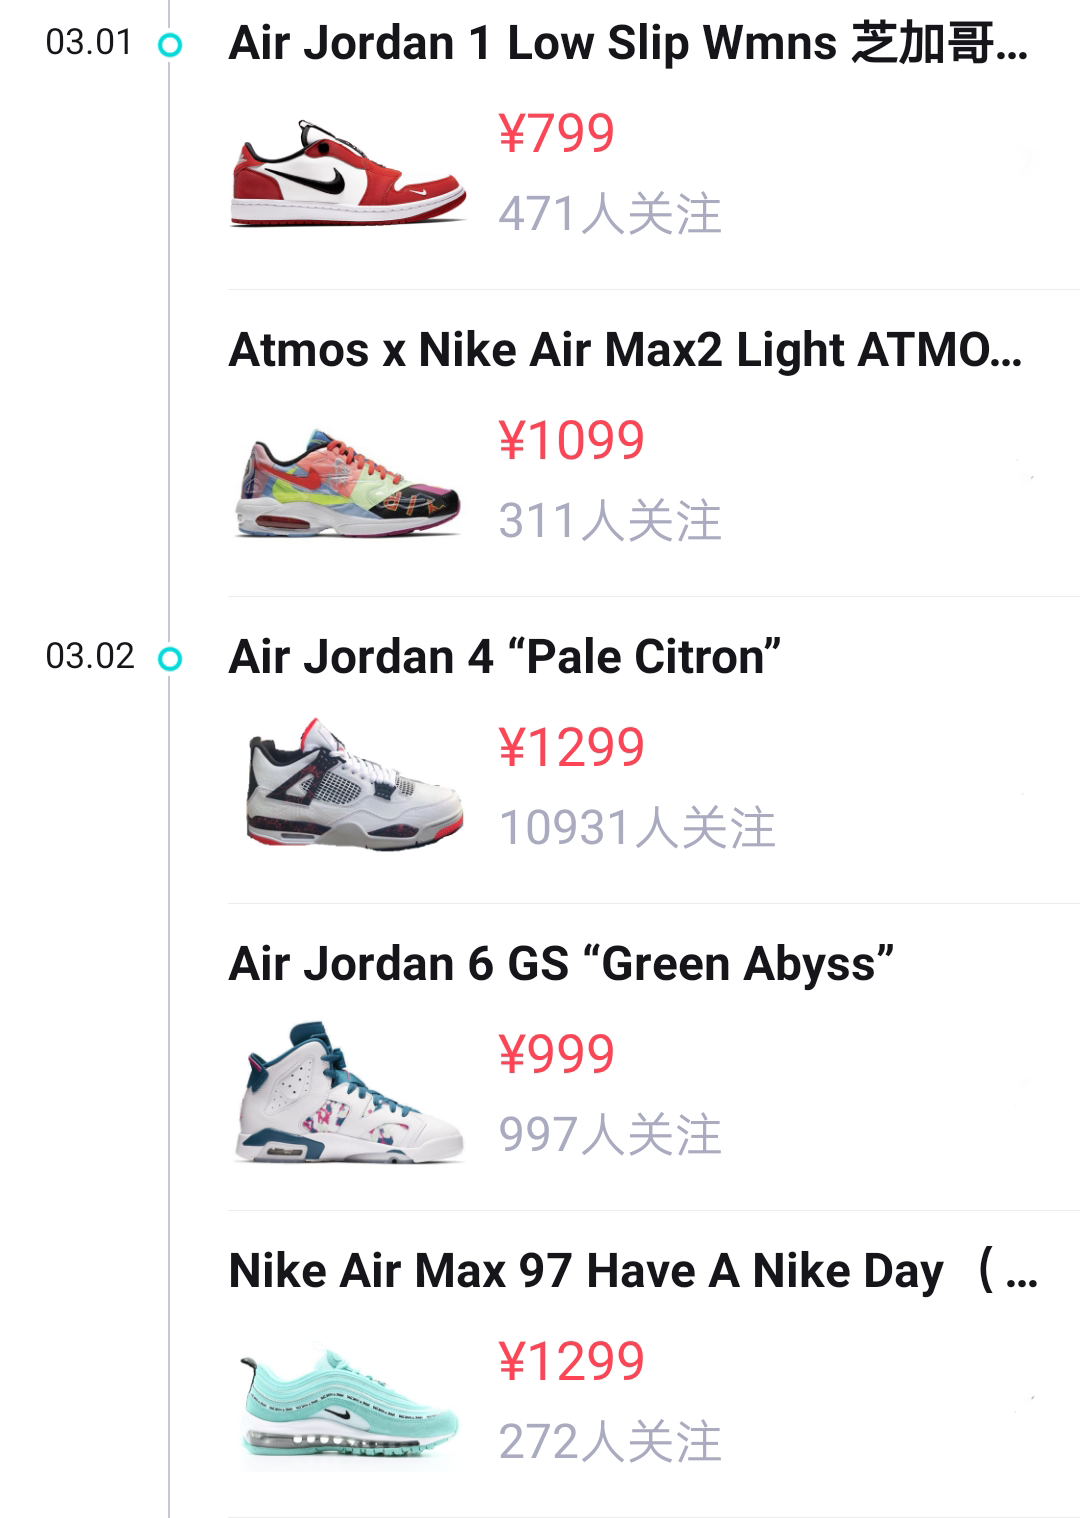 03.01
Air Jordan 1 Low Slip Wmns 芝加哥...
¥799
471人关注
Atmos x Nike Air Max2 Light ATMO...
¥1099
311人关注
03.02
Air Jordan 4 “Pale Citron”
¥1299
10931人关注
Air Jordan 6 GS “Green Abyss”
¥999
997人关注
Nike Air Max 97 Have A Nike Day （...
¥1299
272人关注